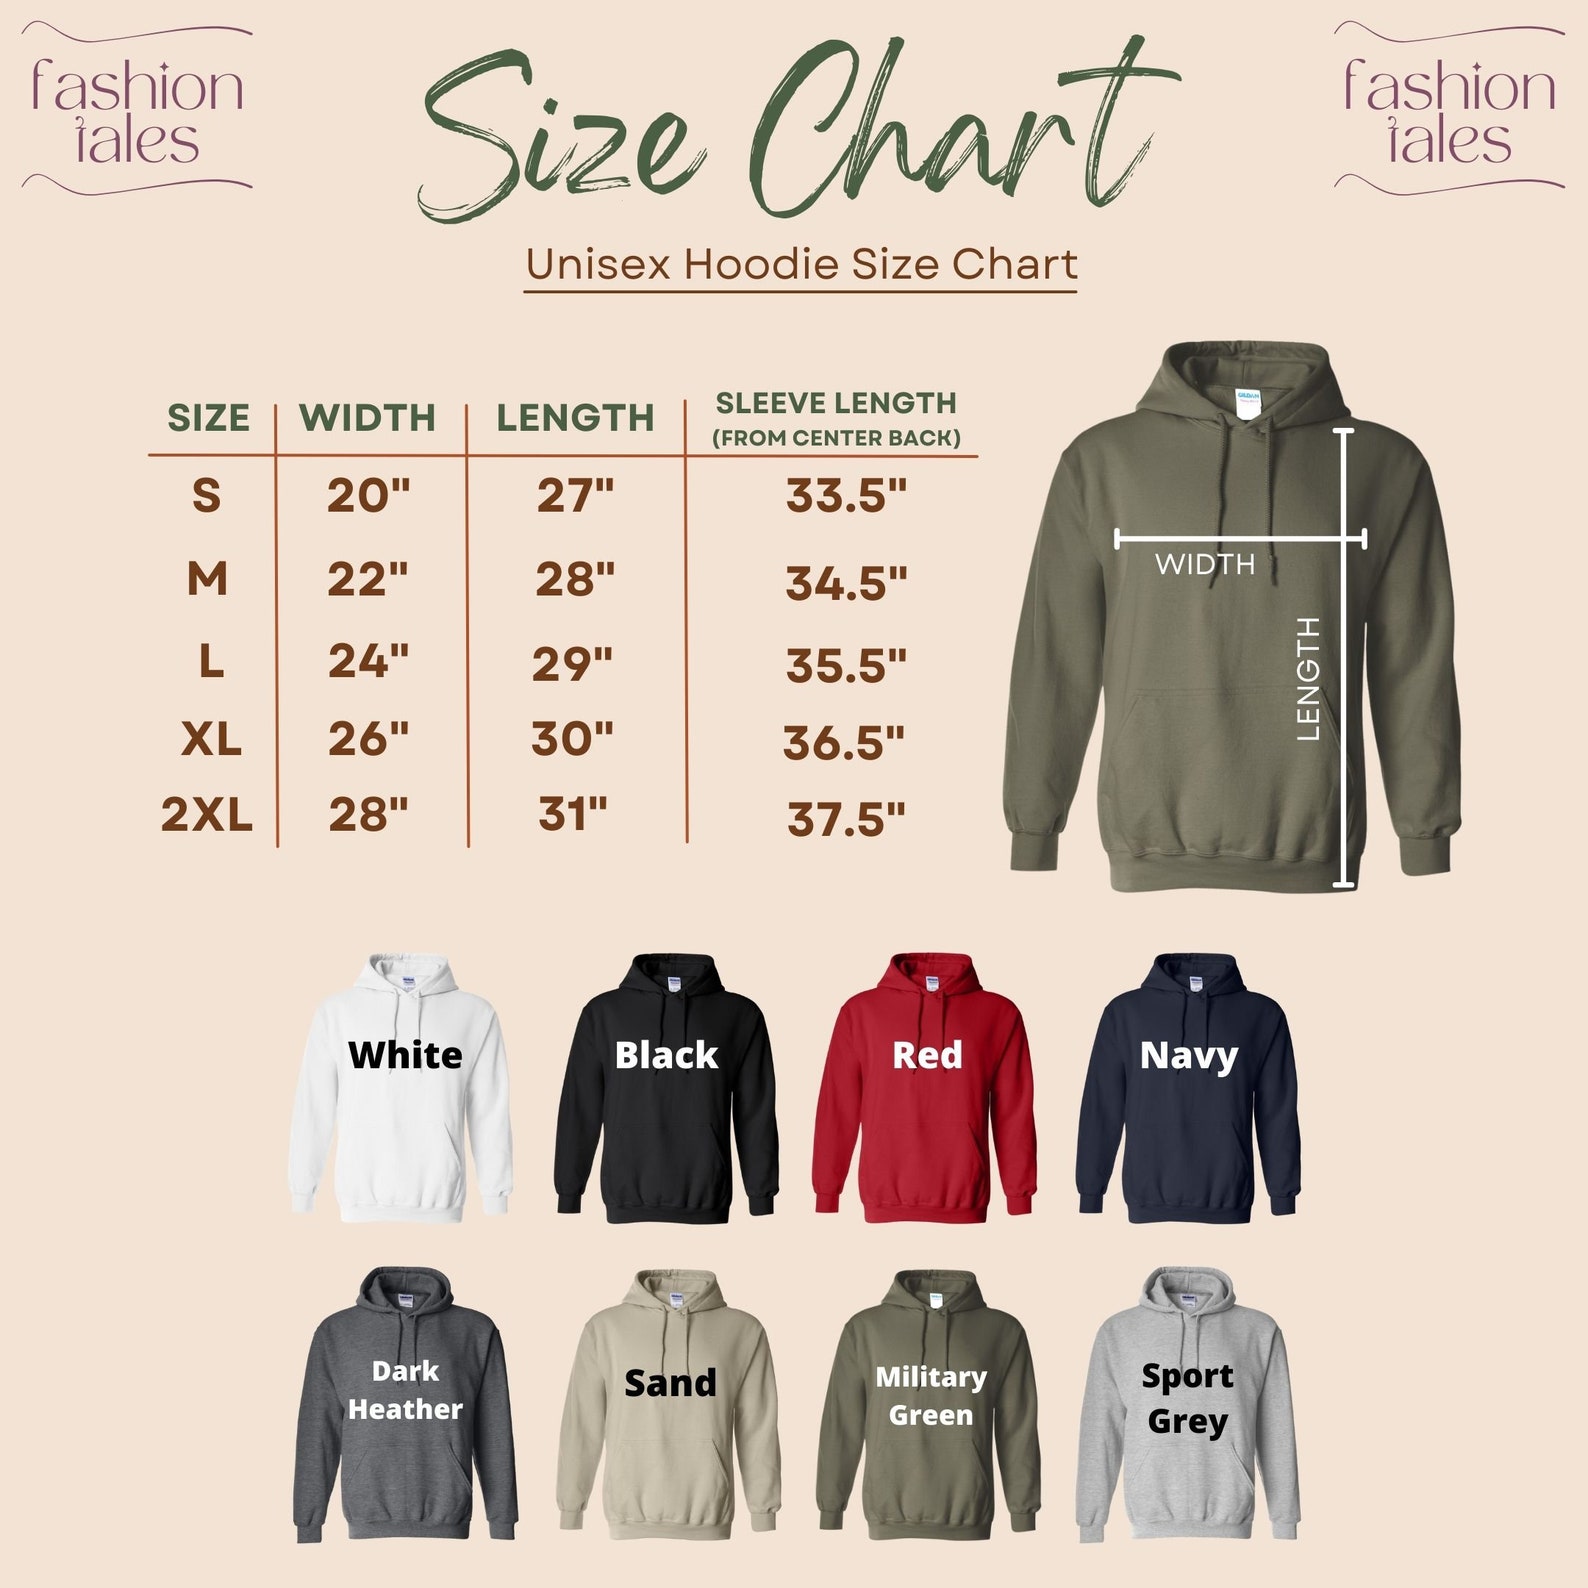 fashion
tales
Size Chart
fashion
tales
Unisex Hoodie Size Chart
SIZE WIDTH LENGTH SLEEVE LENGTH
(FROM CENTER BACK)
S 20" 27" 33.5"
M 22" 28" 34.5"
L 24" 29" 35.5"
XL 26" 30" 36.5"
2XL 28" 31" 37.5"
GILDAN
WIDTH
LENGTH
White Black Red Navy
Dark
Heather
Sand
Military
Green
Sport
Grey